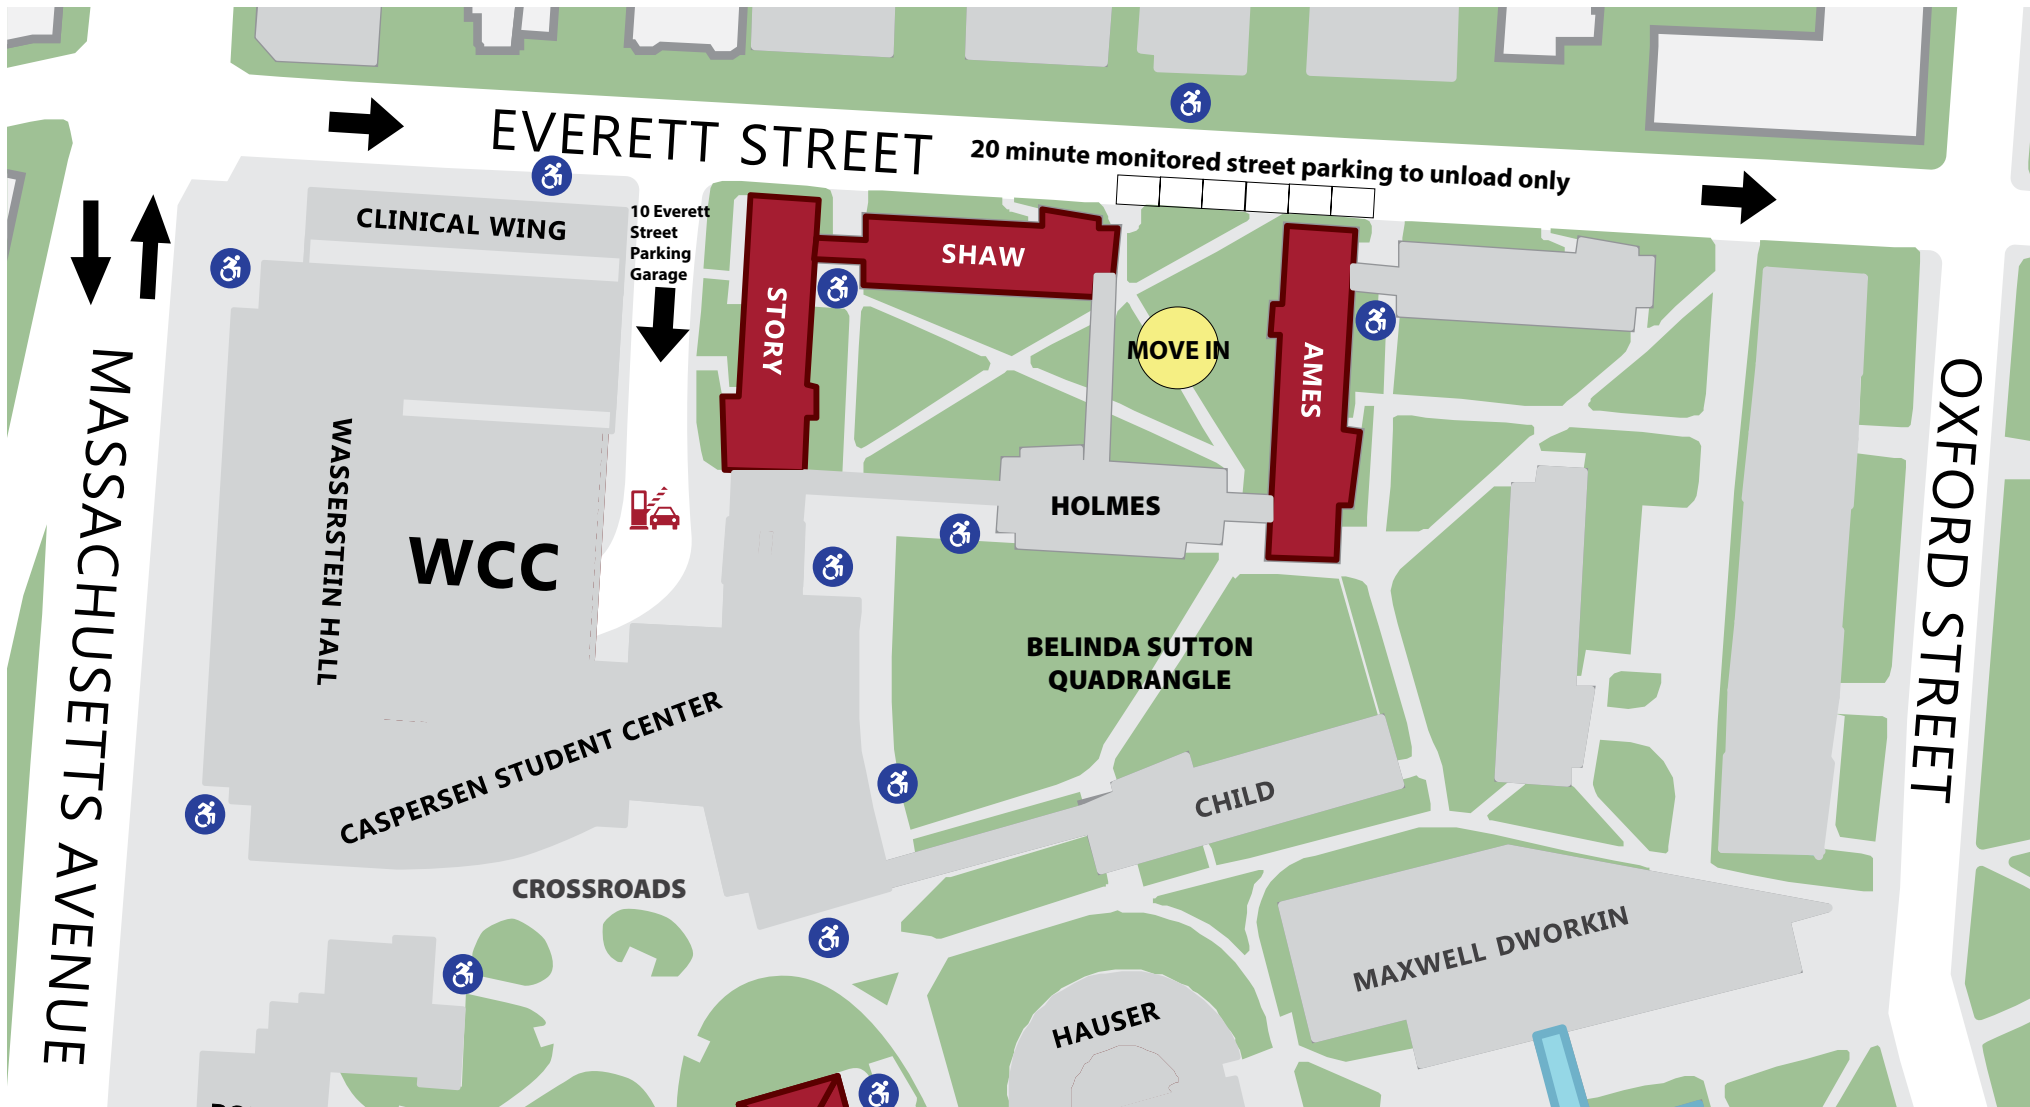 EVERETT STREET
20 minute monitored street parking to unload only
CLINICAL WING
10 Everett
Street
Parking
Garage
SHAW
STORY
MOVE IN
AMES
MASSACHUSETTS AVENUE
WASSERSTEIN HALL
WCC
HOLMES
OXFORD STREET
BELINDA SUTTON
QUADRANGLE
CASPERSEN STUDENT CENTER
CHILD
CROSSROADS
MAXWELL DWORKIN
HAUSER